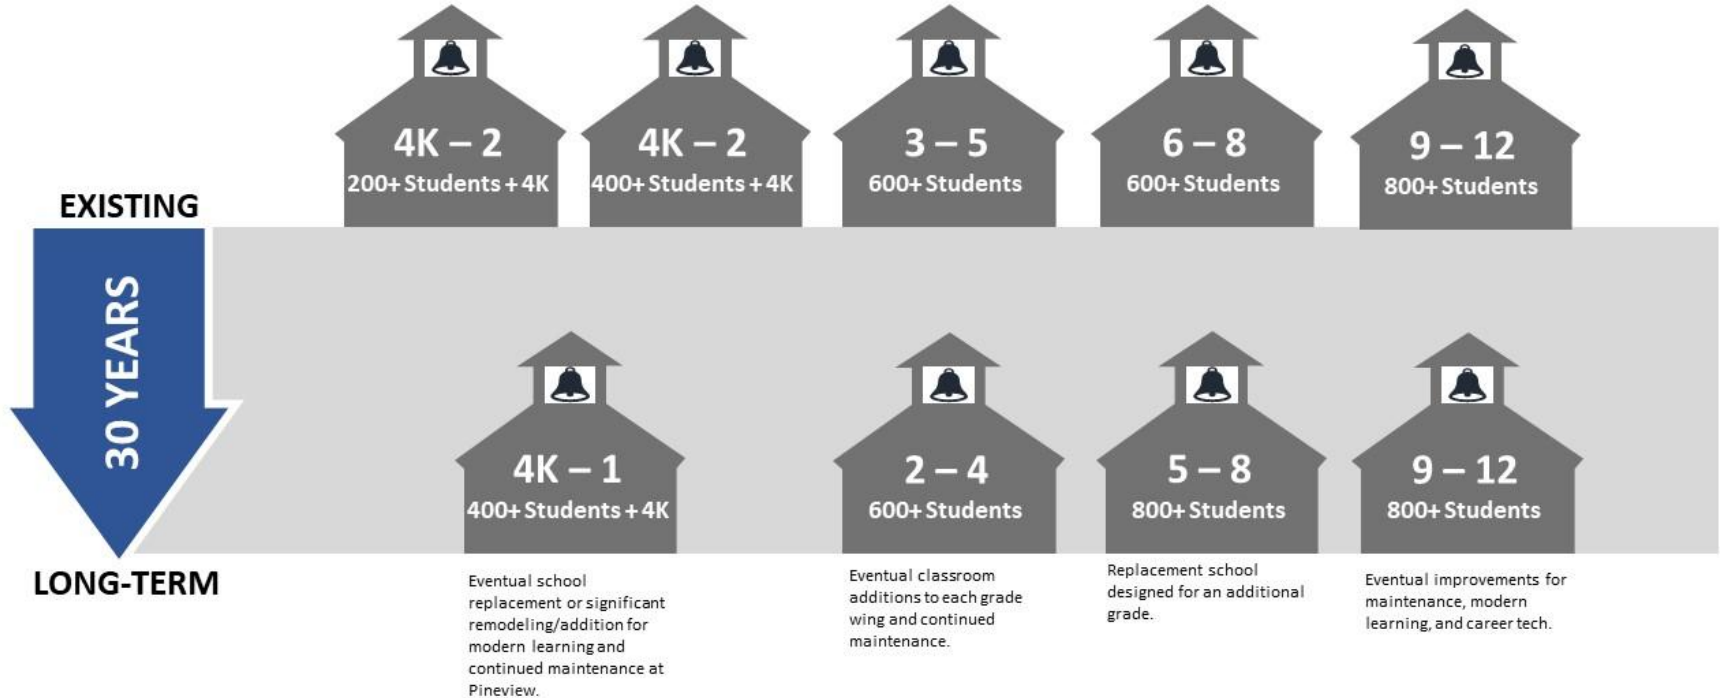 4K – 2
200+ Students + 4K
4K – 2
400+ Students + 4K
3 – 5
600+ Students
6 – 8
600+ Students
9 – 12
800+ Students
EXISTING
30 YEARS
4K – 1
400+ Students + 4K
2 – 4
600+ Students
5 – 8
800+ Students
9 – 12
800+ Students
LONG-TERM
Eventual school
replacement or significant
remodeling/addition for
modern learning and
continued maintenance at
Pineview.
Eventual classroom
additions to each grade
wing and continued
maintenance.
Replacement school
designed for an additional
grade.
Eventual improvements for
maintenance, modern
learning, and career tech.